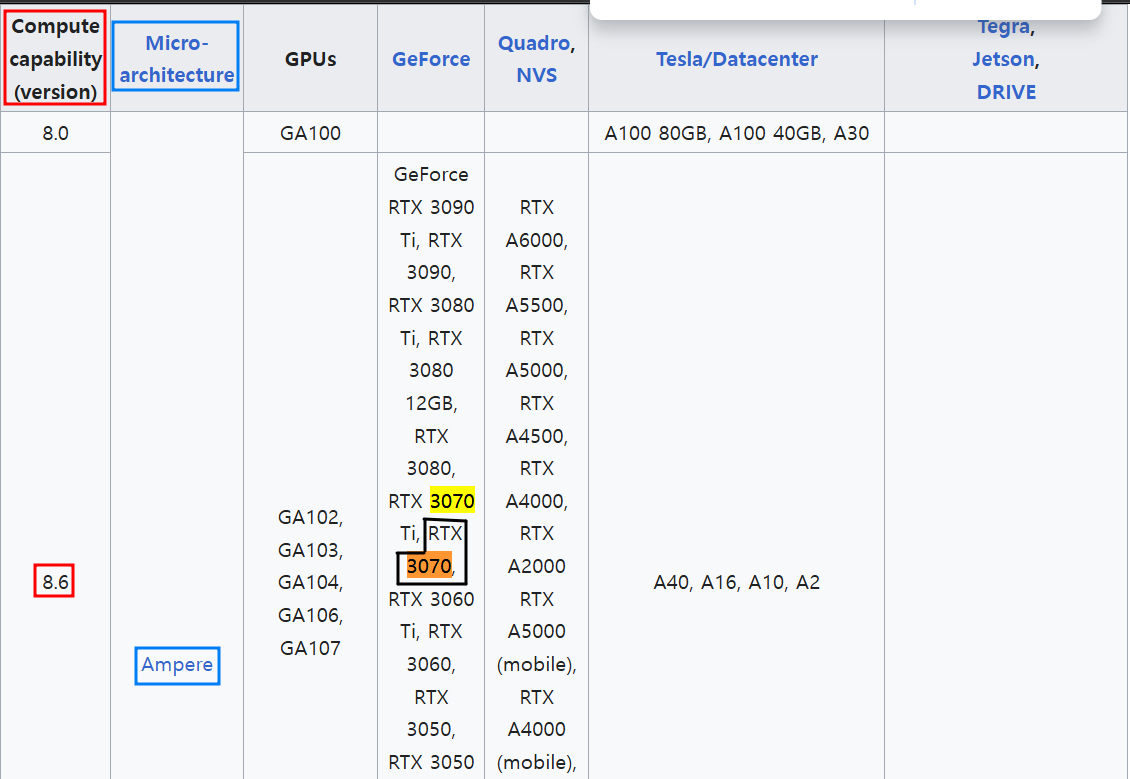 Compute
capability
(version)
Micro-
architecture
GPUs
GeForce
Quadro,
NVS
Tesla/Datacenter
Tegra,
Jetson,
DRIVE
8.0
GA100
A100 80GB, A100 40GB, A30
8.6
Ampere
GA102,
GA103,
GA104,
GA106,
GA107
GeForce
RTX 3090
Ti, RTX
3090,
RTX 3080
Ti, RTX
3080
12GB,
RTX
3080,
RTX 3070
Ti, RTX
3070,
RTX 3060
Ti, RTX
3060,
RTX
3050,
RTX 3050
RTX
A6000,
RTX
A5500,
RTX
A5000,
RTX
A4500,
RTX
A4000,
RTX
A2000
RTX
A5000
(mobile),
RTX
A4000
(mobile),
A40, A16, A10, A2